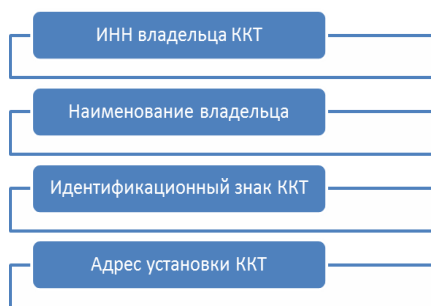 ИНН владельца ККТ
Наименование владельца
Идентификационный знак ККТ
Адрес установки ККТ